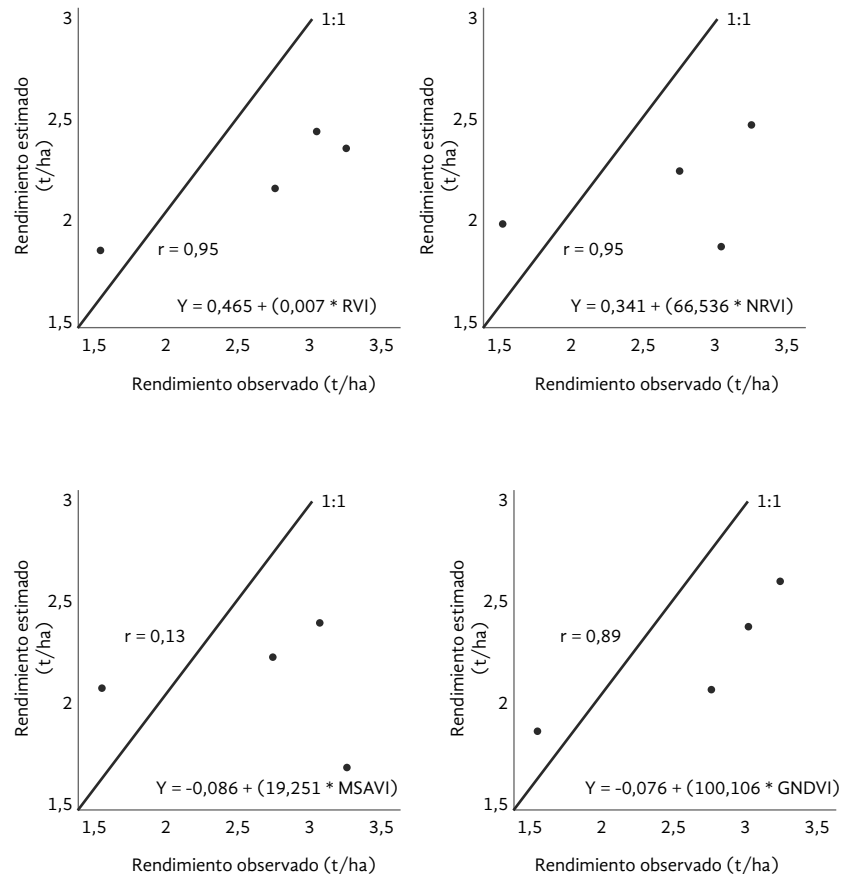 3
2,5
2
1,5
Rendimiento estimado
(t/ha)
1:1
r = 0,95
Y = 0,465 + (0,007 * RVI)
1,5 2 2,5 3 3,5
Rendimiento observado (t/ha)
3
2,5
2
1,5
Rendimiento estimado
(t/ha)
1:1
r = 0,95
Y = 0,341 + (66,536 * NRVI)
1,5 2 2,5 3 3,5
Rendimiento observado (t/ha)
3
2,5
2
1,5
Rendimiento estimado
(t/ha)
1:1
r = 0,13
Y = -0,086 + (19,251 * MSAVI)
1,5 2 2,5 3 3,5
Rendimiento observado (t/ha)
3
2,5
2
1,5
Rendimiento estimado
(t/ha)
1:1
r = 0,89
Y = -0,076 + (100,106 * GNDVI)
1,5 2 2,5 3 3,5
Rendimiento observado (t/ha)